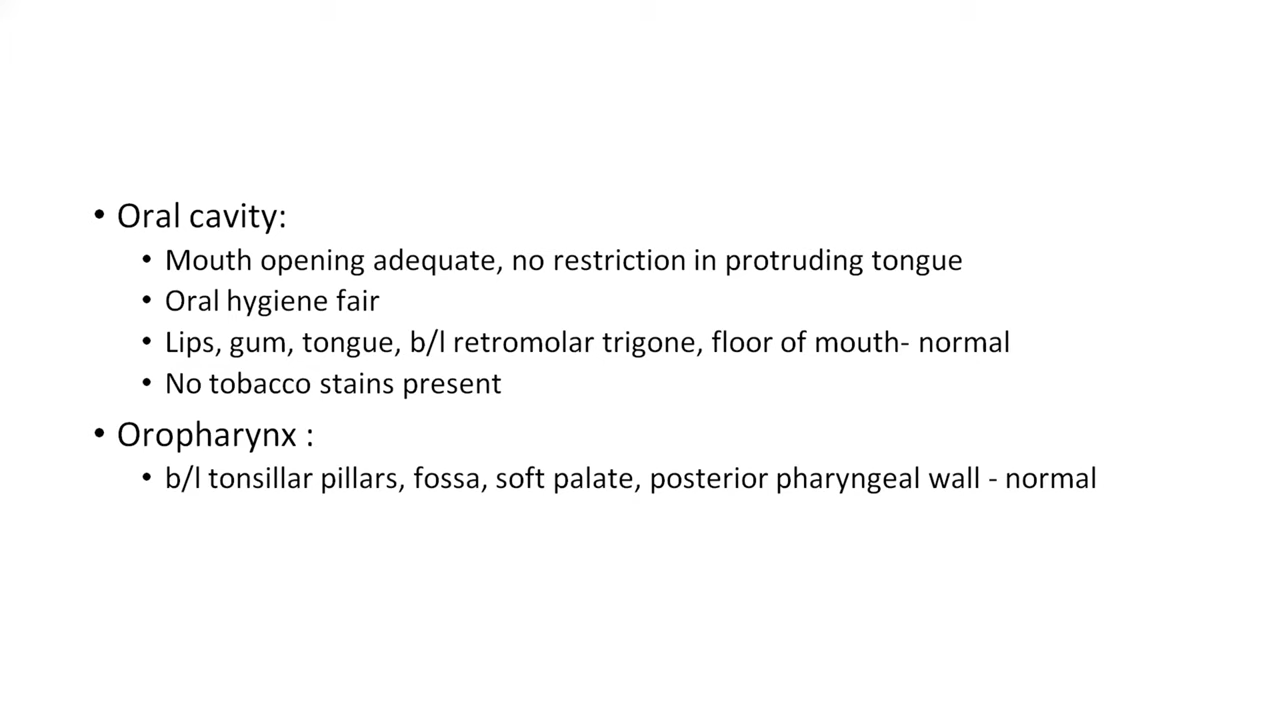 • Oral cavity:
• Mouth opening adequate, no restriction in protruding tongue
• Oral hygiene fair
• Lips, gum, tongue, b/l retromolar trigone, floor of mouth- normal
• No tobacco stains present
• Oropharynx :
• b/l tonsillar pillars, fossa, soft palate, posterior pharyngeal wall - normal